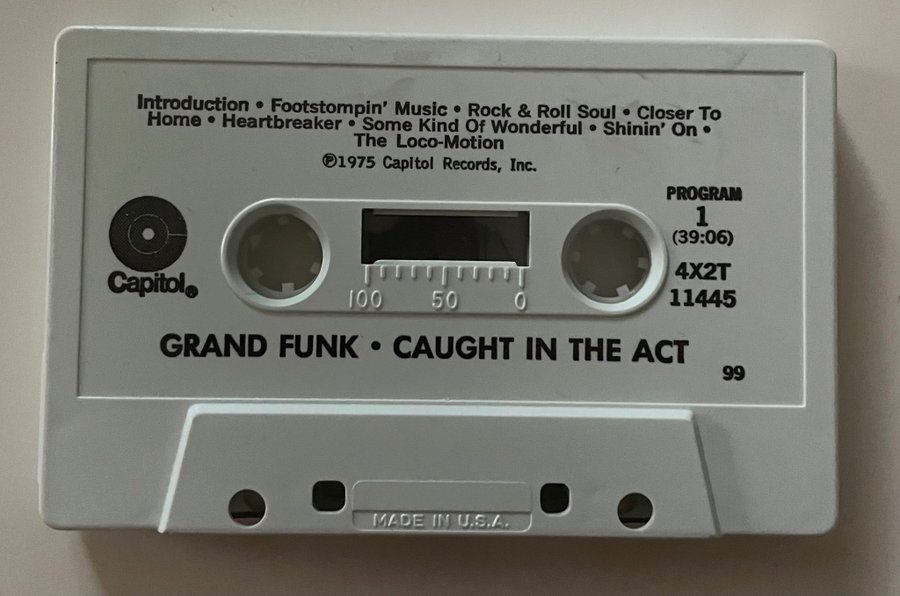 Introduction • Footstompin' Music • Rock & Roll Soul • Closer To
Home • Heartbreaker • Some Kind Of Wonderful • Shinin' On •
The Loco-Motion
℗1975 Capitol Records, Inc.
PROGRAM
1
(39:06)
4X2T
11445
Capitol®
100 50 0
GRAND FUNK • CAUGHT IN THE ACT
99
MADE IN U.S.A.